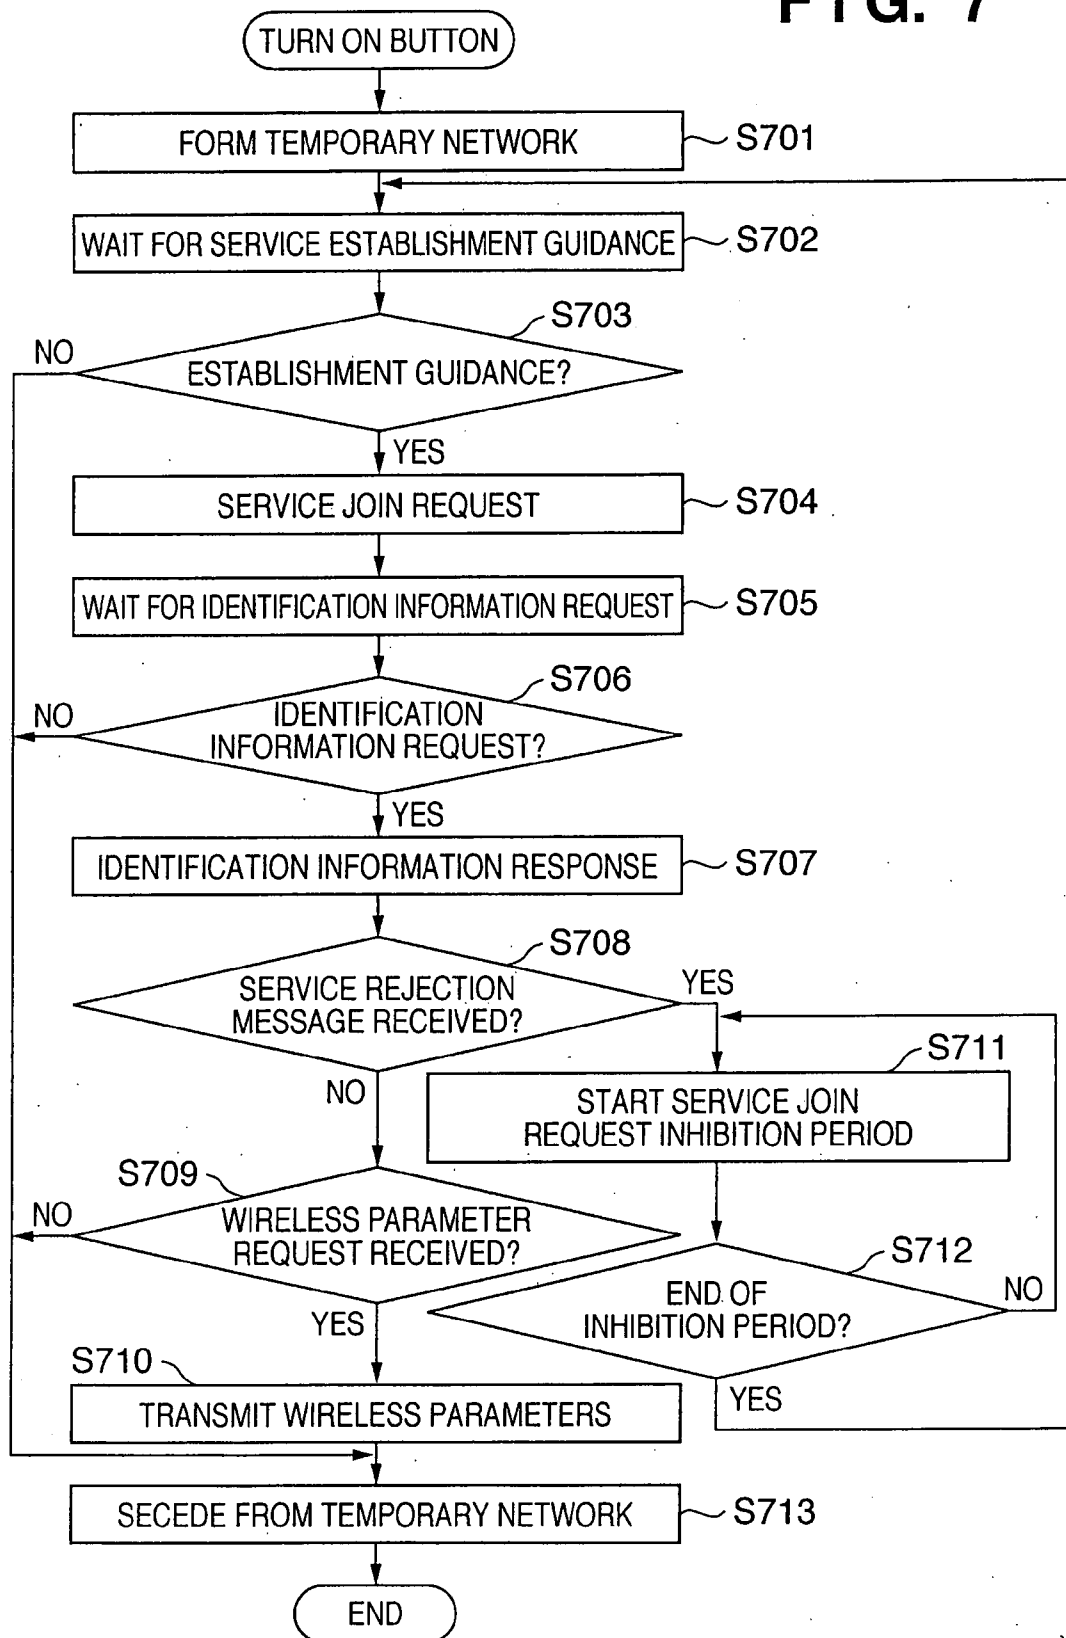 FIG. 7
TURN ON BUTTON
FORM TEMPORARY NETWORK
S701
WAIT FOR SERVICE ESTABLISHMENT GUIDANCE
S702
S703
NO
ESTABLISHMENT GUIDANCE?
YES
SERVICE JOIN REQUEST
S704
WAIT FOR IDENTIFICATION INFORMATION REQUEST
S705
S706
NO
IDENTIFICATION
INFORMATION REQUEST?
YES
IDENTIFICATION INFORMATION RESPONSE
S707
S708
SERVICE REJECTION
MESSAGE RECEIVED?
YES
NO
S711
START SERVICE JOIN
REQUEST INHIBITION PERIOD
S709
NO
WIRELESS PARAMETER
REQUEST RECEIVED?
YES
S712
END OF
INHIBITION PERIOD?
NO
YES
S710
TRANSMIT WIRELESS PARAMETERS
SECEDE FROM TEMPORARY NETWORK
S713
END